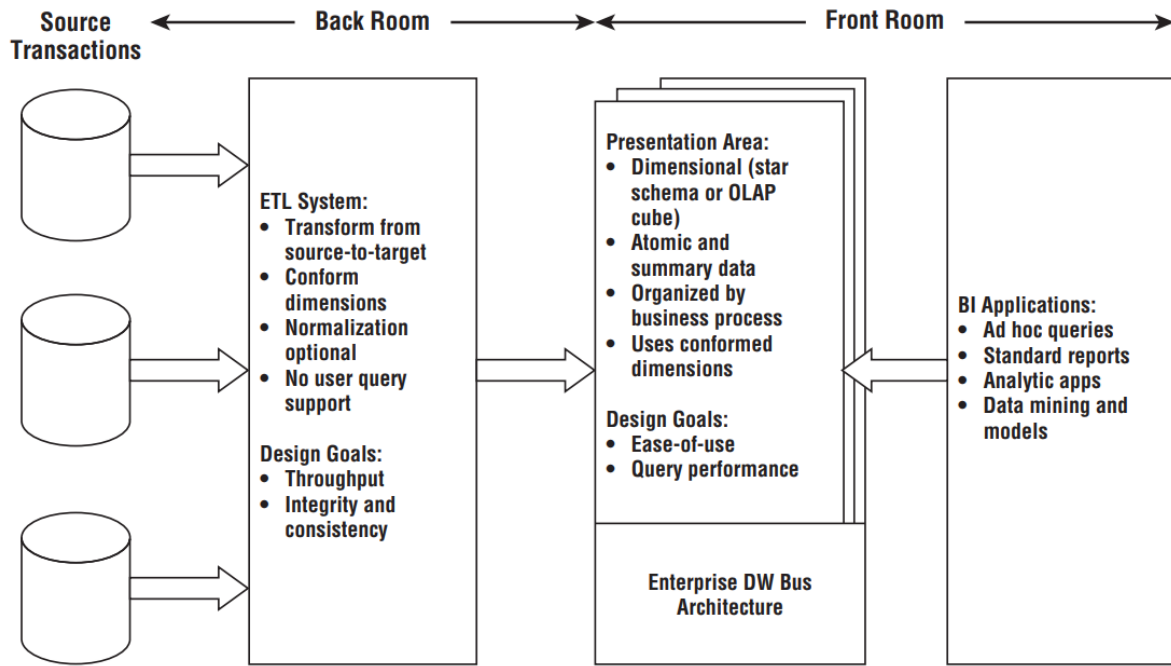 Source
Transactions
Back Room
Front Room
ETL System:
• Transform from
source-to-target
• Conform
dimensions
• Normalization
optional
• No user query
support
Design Goals:
• Throughput
• Integrity and
consistency
Presentation Area:
• Dimensional (star
schema or OLAP
cube)
• Atomic and
summary data
• Organized by
business process
• Uses conformed
dimensions
Design Goals:
• Ease-of-use
• Query performance
Enterprise DW Bus
Architecture
BI Applications:
• Ad hoc queries
• Standard reports
• Analytic apps
• Data mining and
models